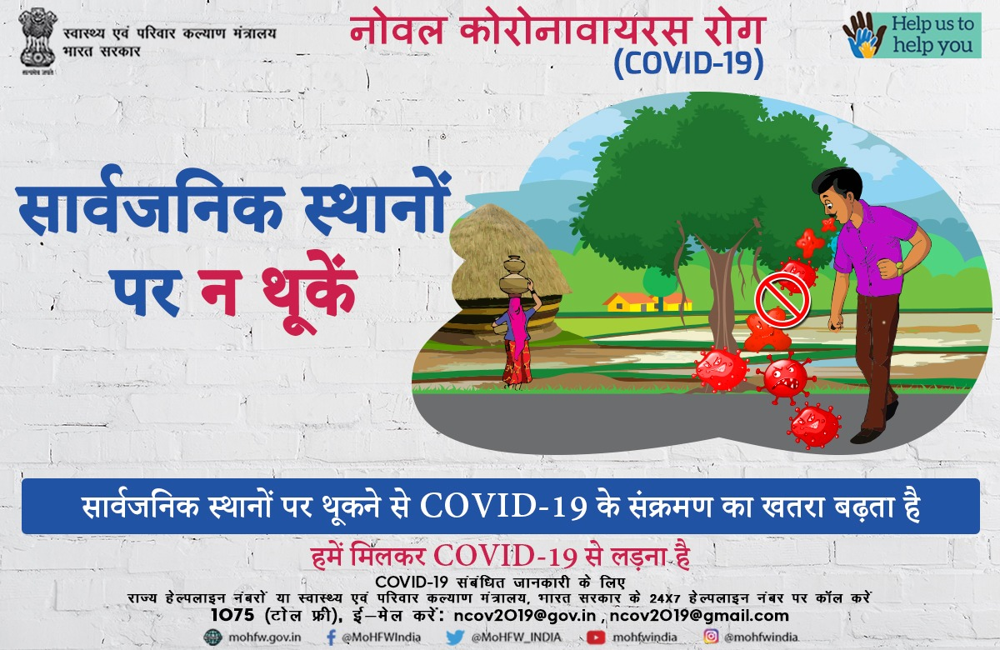 स्वास्थ्य एवं परिवार कल्याण मंत्रालय
भारत सरकार
नोवल कोरोनावायरस रोग
(COVID-19)
Help us to
help you
सार्वजनिक स्थानों
पर न थूकें
सार्वजनिक स्थानों पर थूकने से COVID-19 के संक्रमण का खतरा बढ़ता है
हमें मिलकर COVID-19 से लड़ना है
COVID-19 संबंधित जानकारी के लिए
राज्य हेल्पलाइन नंबरों या स्वास्थ्य एवं परिवार कल्याण मंत्रालय, भारत सरकार के 24X7 हेल्पलाइन नंबर पर कॉल करें
1075 (टोल फ्री), ई–मेल करें: ncov2019@gov.in , ncov2019@gmail.com
mohfw.gov.in @MoHFWIndia @MoHFW_INDIA mohfwindia @mohfwindia